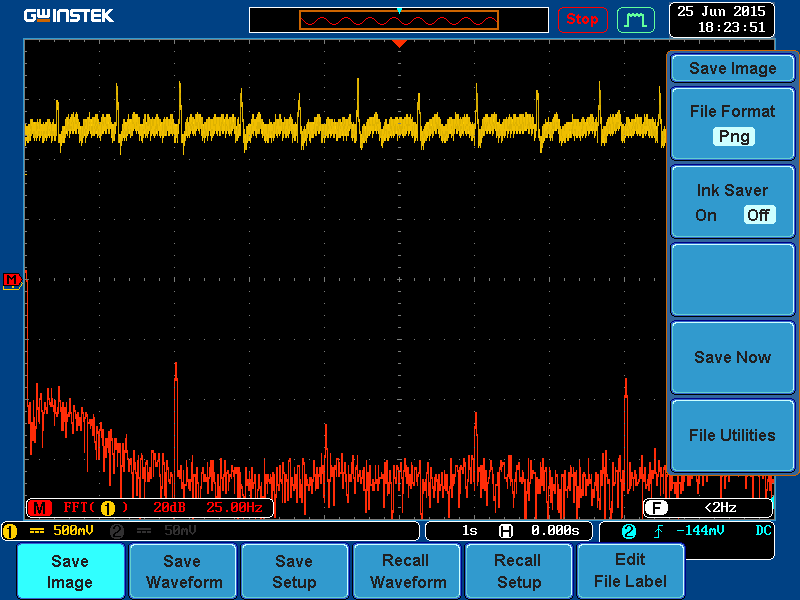 GWINSTEK
Stop
25 Jun 2015
18:23:51
Save Image
File Format
Png
Ink Saver
On Off
Save Now
File Utilities
M
M FFT( 1 ) 20dB 25.00Hz
F <2Hz
1 500mV 2 50mV
1s H 0.000s
2 -144mV DC
Save Image
Save Waveform
Save Setup
Recall Waveform
Recall Setup
Edit File Label